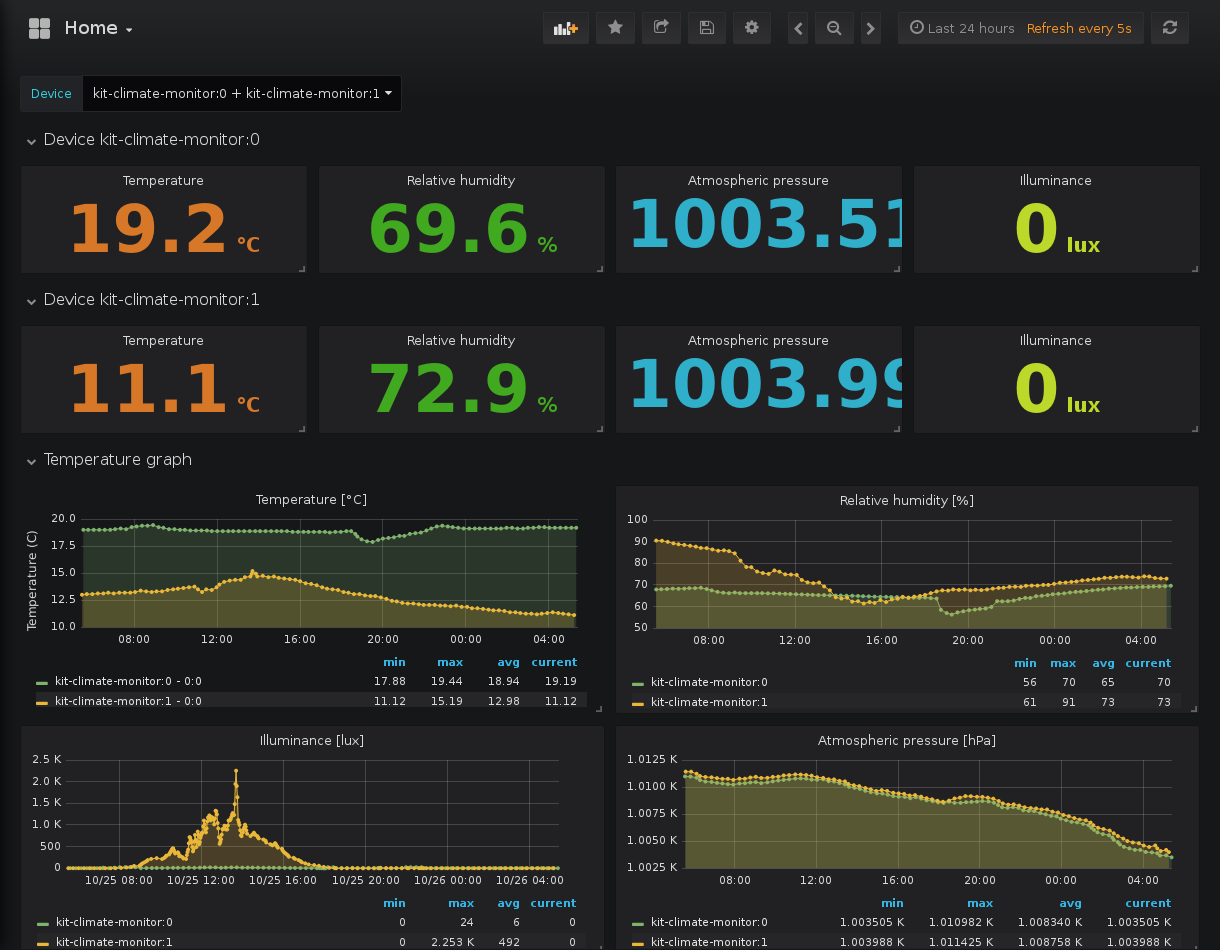 Home
Last 24 hours Refresh every 5s
Device kit-climate-monitor:0 + kit-climate-monitor:1
Device kit-climate-monitor:0
Temperature Relative humidity Atmospheric pressure Illuminance
19.2 °C 69.6 % 1003.51 0 lux
Device kit-climate-monitor:1
Temperature Relative humidity Atmospheric pressure Illuminance
11.1 °C 72.9 % 1003.99 0 lux
Temperature graph
Temperature [°C]
Temperature (C)
20.0
17.5
15.0
12.5
10.0
08:00 12:00 16:00 20:00 00:00 04:00
min max avg current
kit-climate-monitor:0 - 0:0 17.88 19.44 18.94 19.19
kit-climate-monitor:1 - 0:0 11.12 15.19 12.98 11.12
Relative humidity [%]
100
90
80
70
60
50
08:00 12:00 16:00 20:00 00:00 04:00
min max avg current
kit-climate-monitor:0 56 70 65 70
kit-climate-monitor:1 61 91 73 73
Illuminance [lux]
2.5 K
2.0 K
1.5 K
1.0 K
500
0
10/25 08:00 10/25 12:00 10/25 16:00 10/25 20:00 10/26 00:00 10/26 04:00
min max avg current
kit-climate-monitor:0 0 24 6 0
kit-climate-monitor:1 0 2.253 K 492 0
Atmospheric pressure [hPa]
1.0125 K
1.0100 K
1.0075 K
1.0050 K
1.0025 K
08:00 12:00 16:00 20:00 00:00 04:00
min max avg current
kit-climate-monitor:0 1.003505 K 1.010982 K 1.008340 K 1.003505 K
kit-climate-monitor:1 1.003988 K 1.011425 K 1.008758 K 1.003988 K